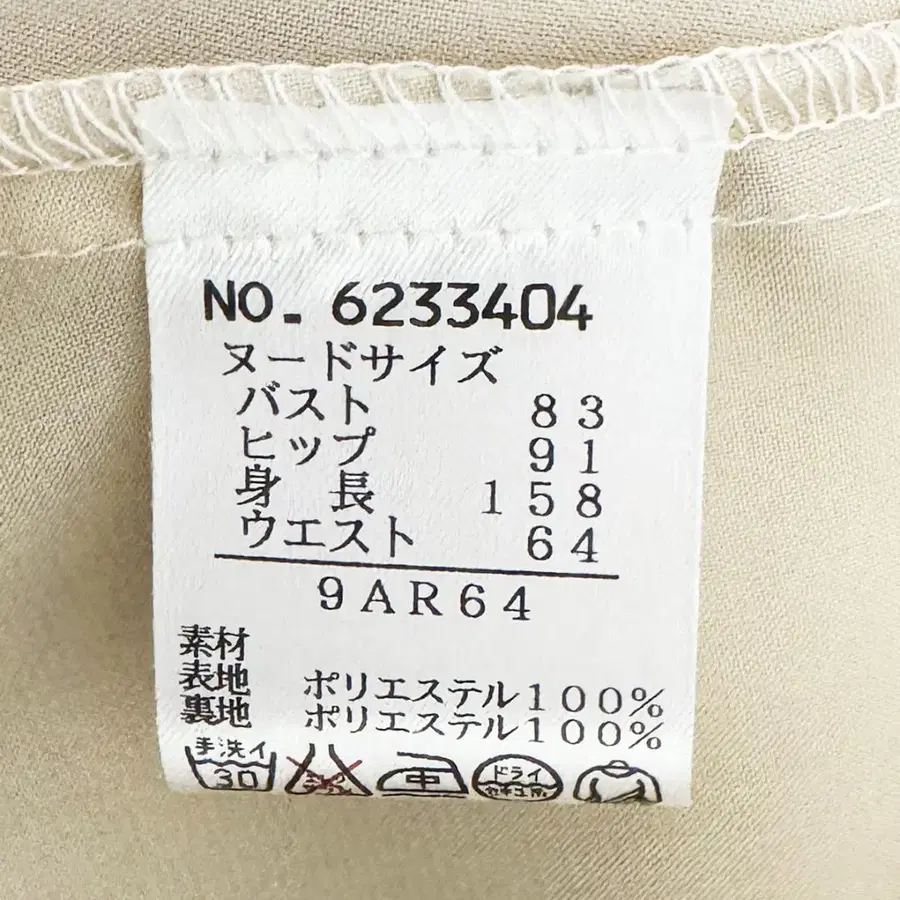 NO. 6233404
ヌードサイズ
バスト 83
ヒップ 91
身長 158
ウエスト 64
9AR64
素材
表地 ポリエステル100%
裏地 ポリエステル100%
手洗イ
30
中
ドライ